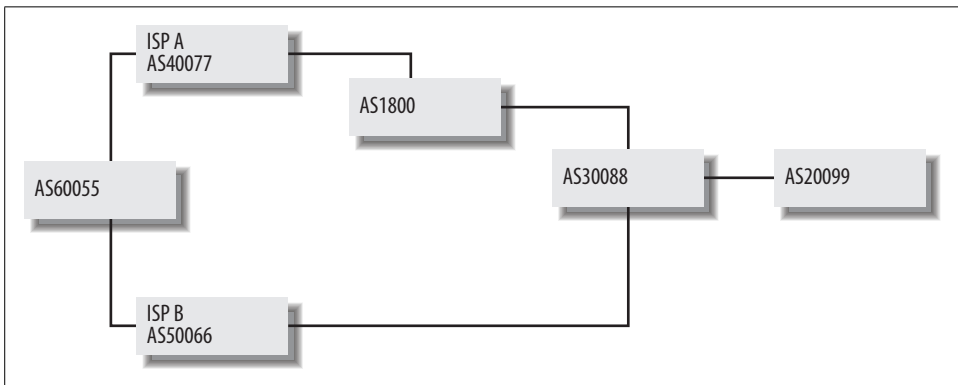 ISP A
AS40077
AS1800
AS60055
AS30088
AS20099
ISP B
AS50066